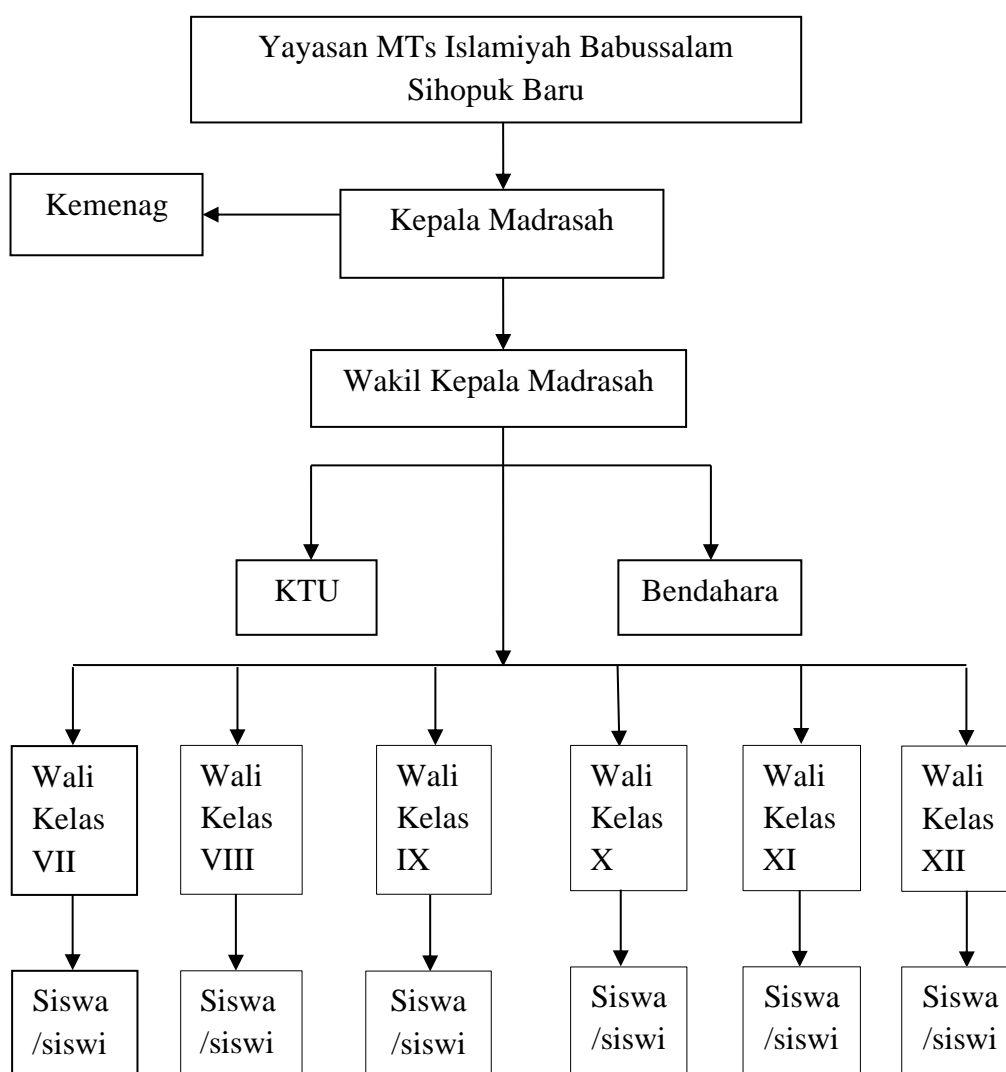 Yayasan MTs Islamiyah Babussalam
Sihopuk Baru
Kemenag
Kepala Madrasah
Wakil Kepala Madrasah
KTU
Bendahara
Wali
Kelas
VII
Wali
Kelas
VIII
Wali
Kelas
IX
Wali
Kelas
X
Wali
Kelas
XI
Wali
Kelas
XII
Siswa
/siswi
Siswa
/siswi
Siswa
/siswi
Siswa
/siswi
Siswa
/siswi
Siswa
/siswi